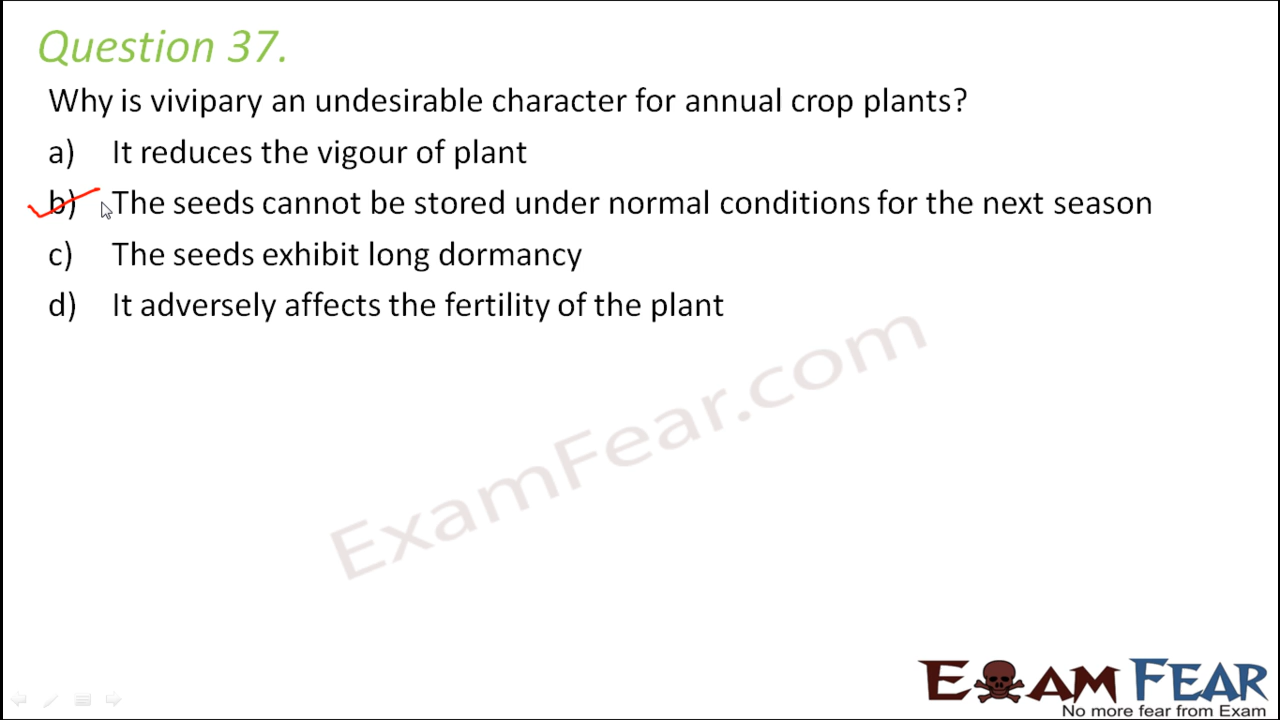 Question 37.
Why is vivipary an undesirable character for annual crop plants?
a) It reduces the vigour of plant
b) The seeds cannot be stored under normal conditions for the next season
c) The seeds exhibit long dormancy
d) It adversely affects the fertility of the plant
ExamFear.com
EXAM FEAR
No more fear from Exam